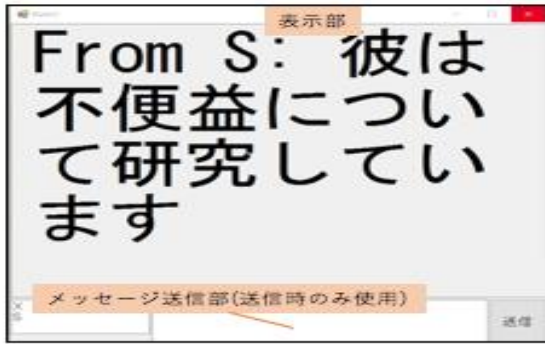 表示部
From S: 彼は
不便益につい
て研究してい
ます
メッセージ送信部(送信時のみ使用)
送信